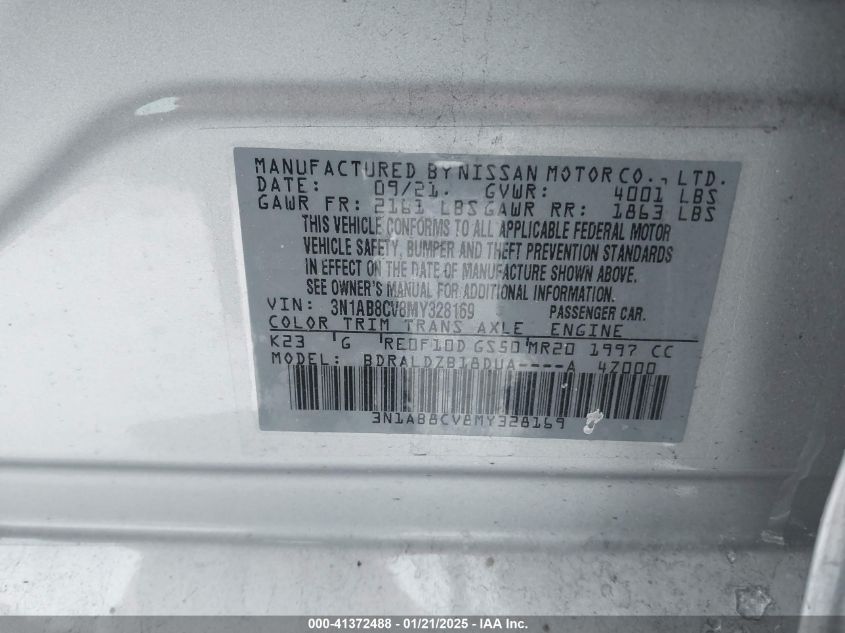 MANUFACTURED BY NISSAN MOTOR CO., LTD.
DATE: 09/21. GVWR: 4001 LBS
GAWR FR: 2161 LBS GAWR RR: 1863 LBS
THIS VEHICLE CONFORMS TO ALL APPLICABLE FEDERAL MOTOR
VEHICLE SAFETY, BUMPER AND THEFT PREVENTION STANDARDS
IN EFFECT ON THE DATE OF MANUFACTURE SHOWN ABOVE.
SEE OWNER'S MANUAL FOR ADDITIONAL INFORMATION.
VIN: 3N1AB8CV8MY328169 PASSENGER CAR.
COLOR TRIM TRANS AXLE ENGINE
K23 G RE0F10D GS50 MR20 1997 CC
MODEL: BDRALDZB18DUA----A 4Z000
3N1AB8CV8MY328169
000-41372488 - 01/21/2025 - IAA Inc.